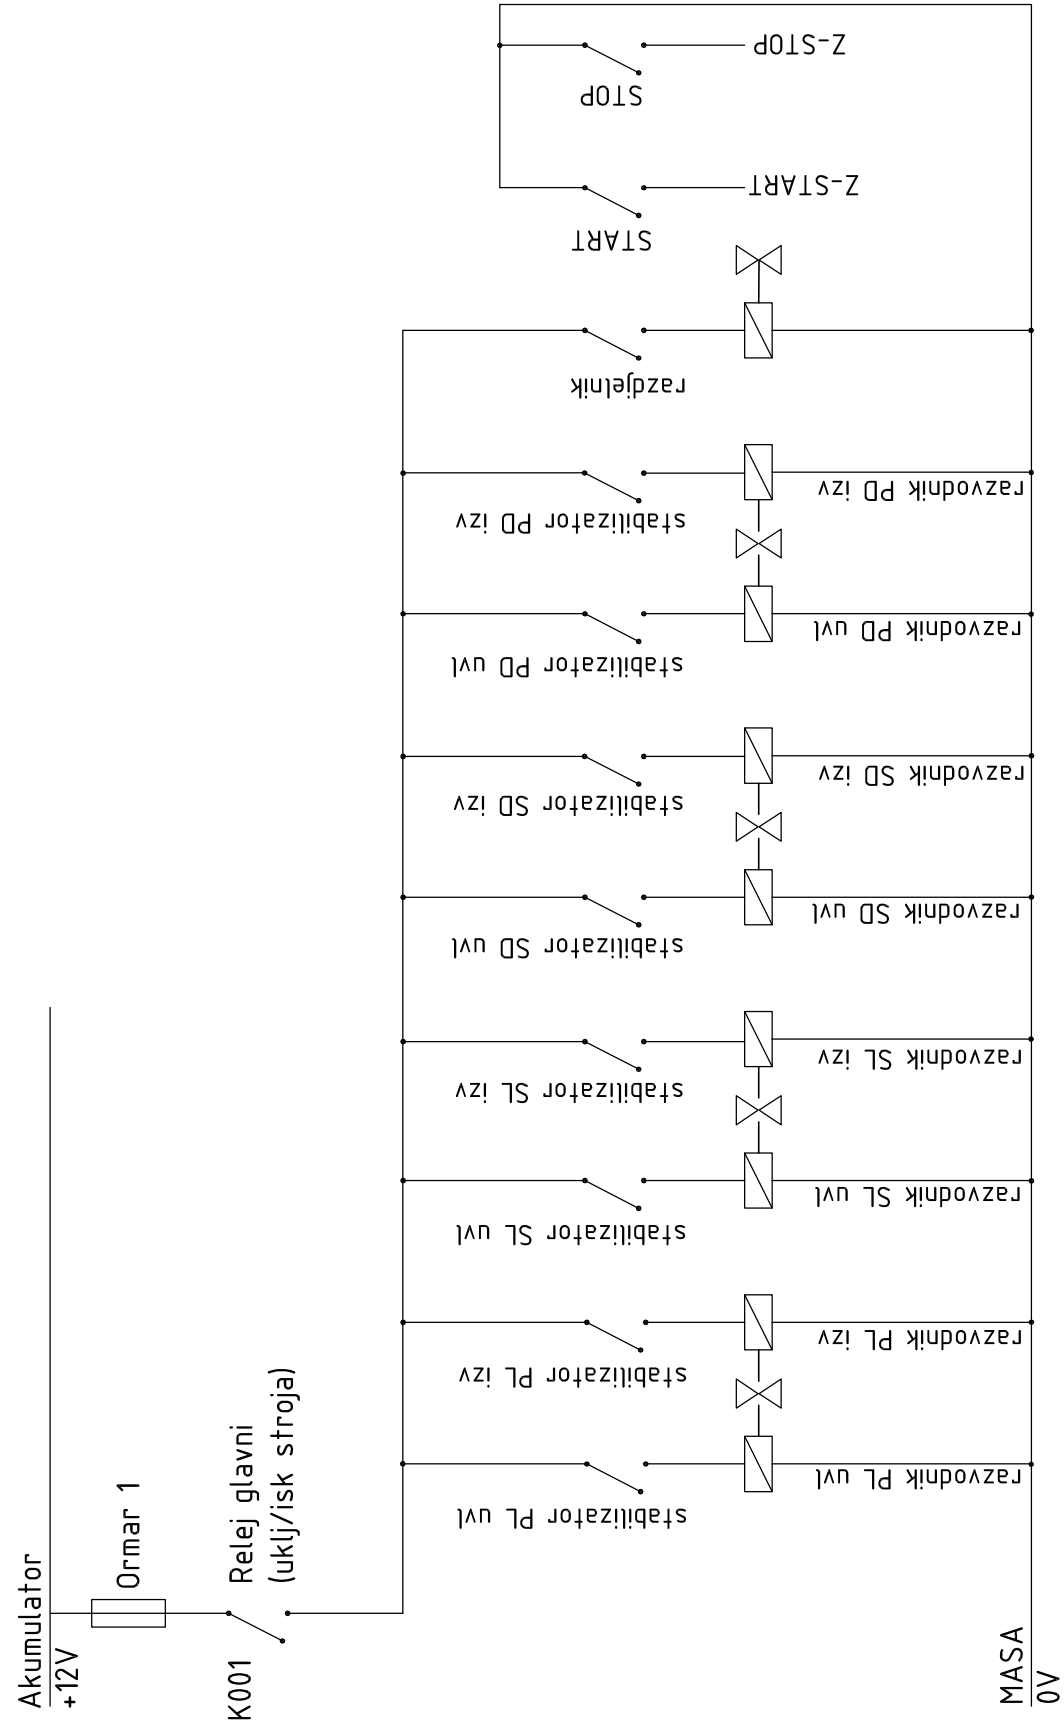 Akumulator
+12V
Ormar 1
K001
Relej glavni
(uklj/isk stroja)
stabilizator PL uvl
razvodnik PL uvl
stabilizator PL izv
razvodnik PL izv
stabilizator SL uvl
razvodnik SL uvl
stabilizator SL izv
razvodnik SL izv
stabilizator SD uvl
razvodnik SD uvl
stabilizator SD izv
razvodnik SD izv
stabilizator PD uvl
razvodnik PD uvl
stabilizator PD izv
razvodnik PD izv
razdjelnik
START
Z-START
STOP
Z-STOP
MASA
0V